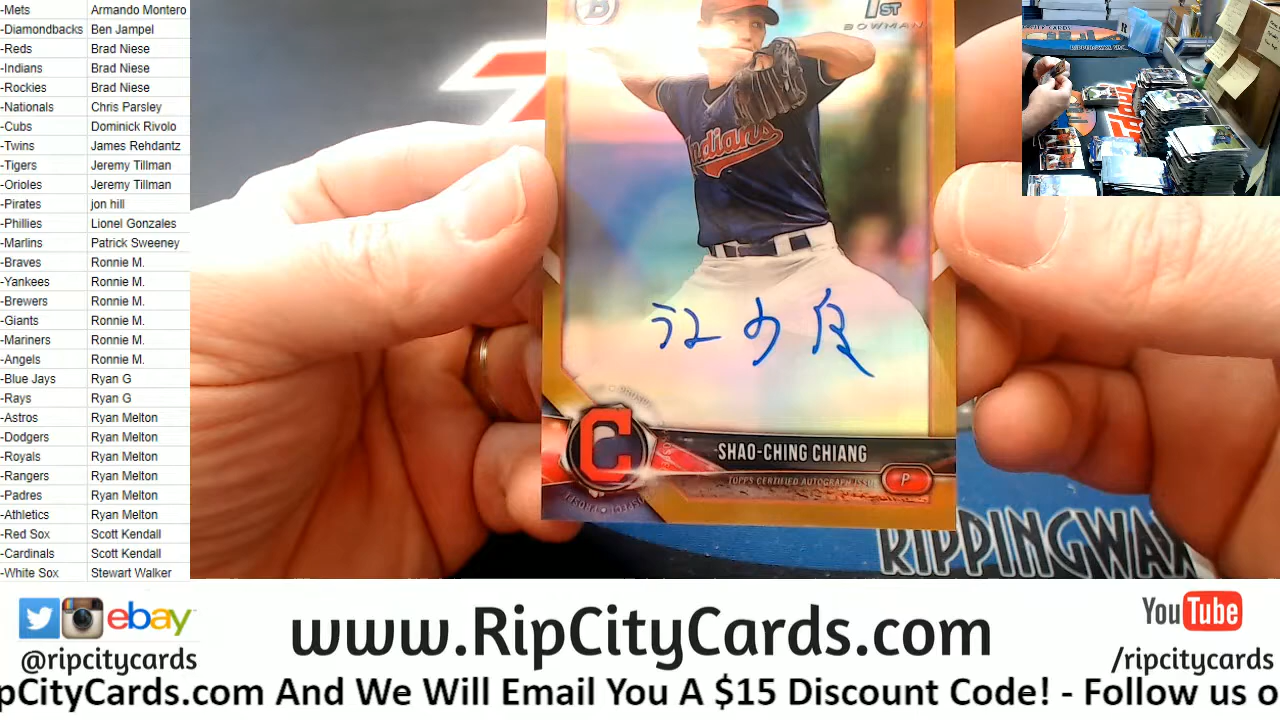 -Mets Armando Montero
-Diamondbacks Ben Jampel
-Reds Brad Niese
-Indians Brad Niese
-Rockies Brad Niese
-Nationals Chris Parsley
-Cubs Dominick Rivolo
-Twins James Rehdantz
-Tigers Jeremy Tillman
-Orioles Jeremy Tillman
-Pirates jon hill
-Phillies Lionel Gonzales
-Marlins Patrick Sweeney
-Braves Ronnie M.
-Yankees Ronnie M.
-Brewers Ronnie M.
-Giants Ronnie M.
-Mariners Ronnie M.
-Angels Ronnie M.
-Blue Jays Ryan G
-Rays Ryan G
-Astros Ryan Melton
-Dodgers Ryan Melton
-Royals Ryan Melton
-Rangers Ryan Melton
-Padres Ryan Melton
-Athletics Ryan Melton
-Red Sox Scott Kendall
-Cardinals Scott Kendall
-White Sox Stewart Walker
B
1ST
BOWMAN
Indians
江少
C
SHAO-CHING CHIANG
TOPPS CERTIFIED AUTOGRAPH ISSUE
P
RIPPINGWAX
ebay
@ripcitycards
www.RipCityCards.com
YouTube
/ripcitycards
pCityCards.com And We Will Email You A $15 Discount Code! - Follow us o